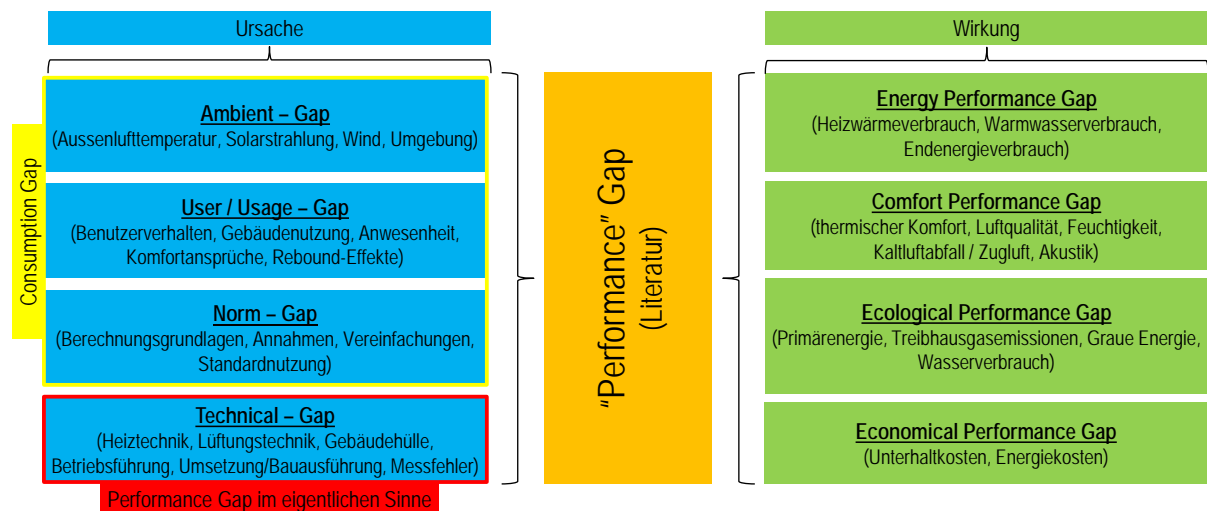 Ursache
Consumption Gap
Ambient – Gap
(Aussenlufttemperatur, Solarstrahlung, Wind, Umgebung)
User / Usage – Gap
(Benutzerverhalten, Gebäudenutzung, Anwesenheit,
Komfortansprüche, Rebound-Effekte)
Norm – Gap
(Berechnungsgrundlagen, Annahmen, Vereinfachungen,
Standardnutzung)
Technical – Gap
(Heiztechnik, Lüftungstechnik, Gebäudehülle,
Betriebsführung, Umsetzung/Bauausführung, Messfehler)
Performance Gap im eigentlichen Sinne
"Performance" Gap
(Literatur)
Wirkung
Energy Performance Gap
(Heizwärmeverbrauch, Warmwasserverbrauch,
Endenergieverbrauch)
Comfort Performance Gap
(thermischer Komfort, Luftqualität, Feuchtigkeit,
Kaltluftabfall / Zugluft, Akustik)
Ecological Performance Gap
(Primärenergie, Treibhausgasemissionen, Graue Energie,
Wasserverbrauch)
Economical Performance Gap
(Unterhaltkosten, Energiekosten)